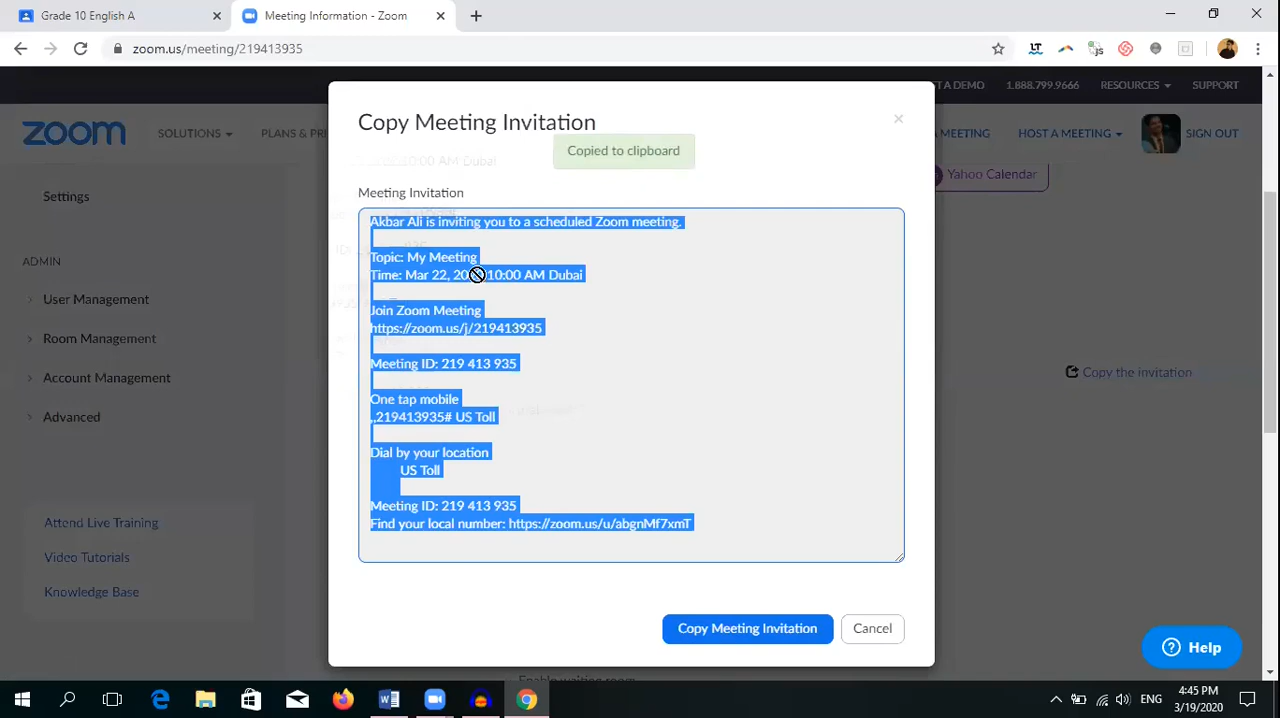 Grade 10 English A
Meeting Information - Zoom
zoom.us/meeting/219413935
T A DEMO 1.888.799.9666 RESOURCES SUPPORT
zoom SOLUTIONS PLANS & PRI A MEETING HOST A MEETING SIGN OUT
Copy Meeting Invitation
Copied to clipboard
Yahoo Calendar
Settings
Meeting Invitation
Akbar Ali is inviting you to a scheduled Zoom meeting.
Topic: My Meeting
Time: Mar 22, 20 10:00 AM Dubai
Join Zoom Meeting
https://zoom.us/j/219413935
Meeting ID: 219 413 935
One tap mobile
,,219413935# US Toll
Dial by your location
US Toll
Meeting ID: 219 413 935
Find your local number: https://zoom.us/u/abgnMf7xmT
ADMIN
User Management
Room Management
Account Management
Advanced
Copy the invitation
Attend Live Training
Video Tutorials
Knowledge Base
Copy Meeting Invitation Cancel
Help
Enable waiting room
ENG
4:45 PM
3/19/2020